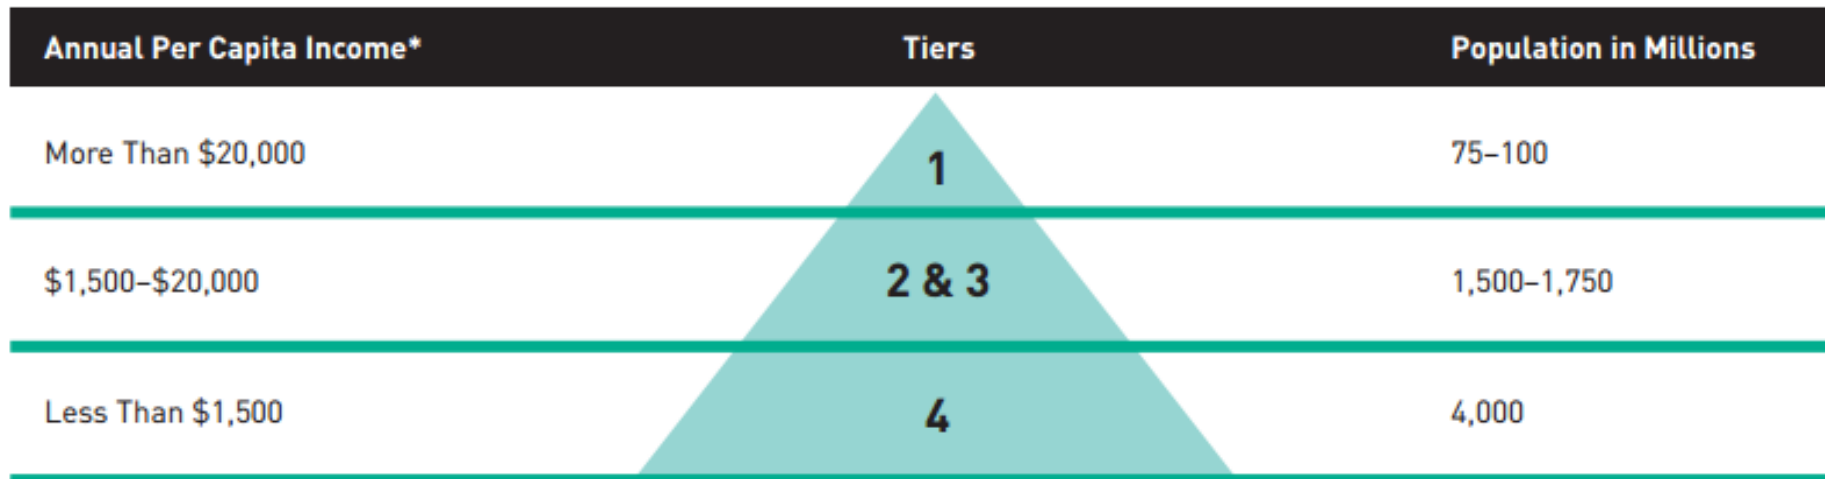 Annual Per Capita Income* Tiers Population in Millions
More Than $20,000 1 75–100
$1,500–$20,000 2 & 3 1,500–1,750
Less Than $1,500 4 4,000